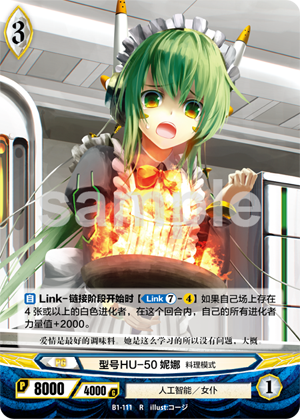 3
sample
自 Link-链接阶段开始时【Link 7-4】如果自己场上存在
4 张或以上的白色进化者，在这个回合内，自己的所有进化者
力量值+2000。
爱情是最好的调味料。她是这么学习的所以没有问题，大概
型号HU-50 妮娜 料理模式
P 8000 / 4000 G
人工智能／女仆
1
B1-111 R illust:コージ